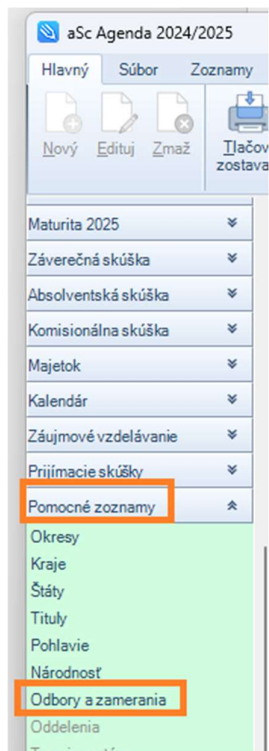 aSc Agenda 2024/2025
Hlavný Súbor Zoznamy
Nový Edituj Zmaž
zostava
Maturita 2025
Záverečná skúška
Absolventská skúška
Komisionálna skúška
Majetok
Kalendár
Záujmové vzdelávanie
Prijímacie skúšky
Pomocné zoznamy
Okresy
Kraje
Štáty
Tituly
Pohlavie
Národnosť
Odbory a zamerania
Oddelenia